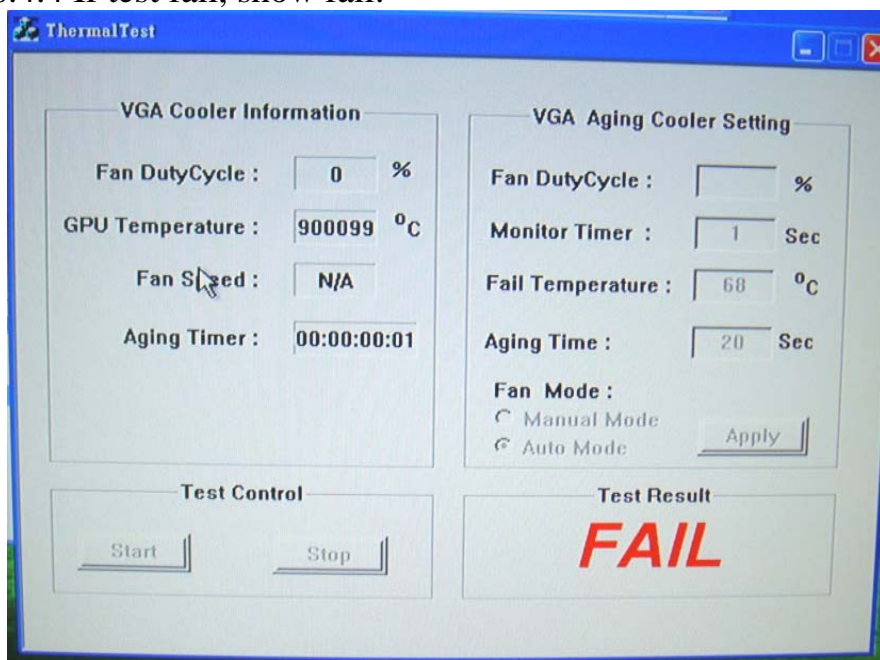 ThermalTest
VGA Cooler Information
Fan DutyCycle : 0 %
GPU Temperature : 900099 °C
Fan Speed : N/A
Aging Timer : 00:00:00:01
VGA Aging Cooler Setting
Fan DutyCycle : %
Monitor Timer : 1 Sec
Fail Temperature : 68 °C
Aging Time : 20 Sec
Fan Mode :
Manual Mode
Auto Mode
Apply
Test Control
Start Stop
Test Result
FAIL